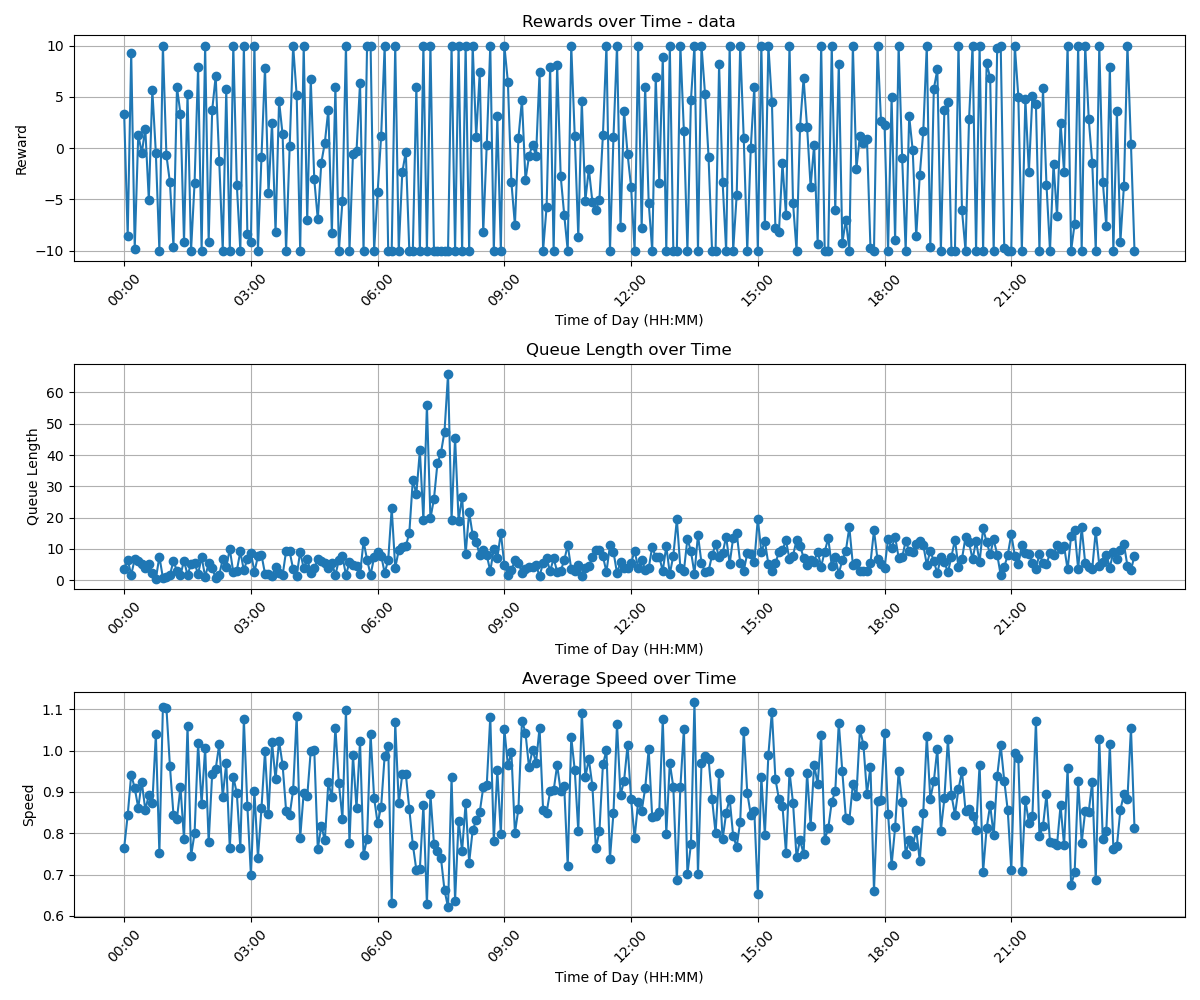 Rewards over Time - data
10
5
0
−5
−10
Reward
00:00 03:00 06:00 09:00 12:00 15:00 18:00 21:00
Time of Day (HH:MM)
Queue Length over Time
60
50
40
30
20
10
0
Queue Length
00:00 03:00 06:00 09:00 12:00 15:00 18:00 21:00
Time of Day (HH:MM)
Average Speed over Time
1.1
1.0
0.9
0.8
0.7
0.6
Speed
00:00 03:00 06:00 09:00 12:00 15:00 18:00 21:00
Time of Day (HH:MM)